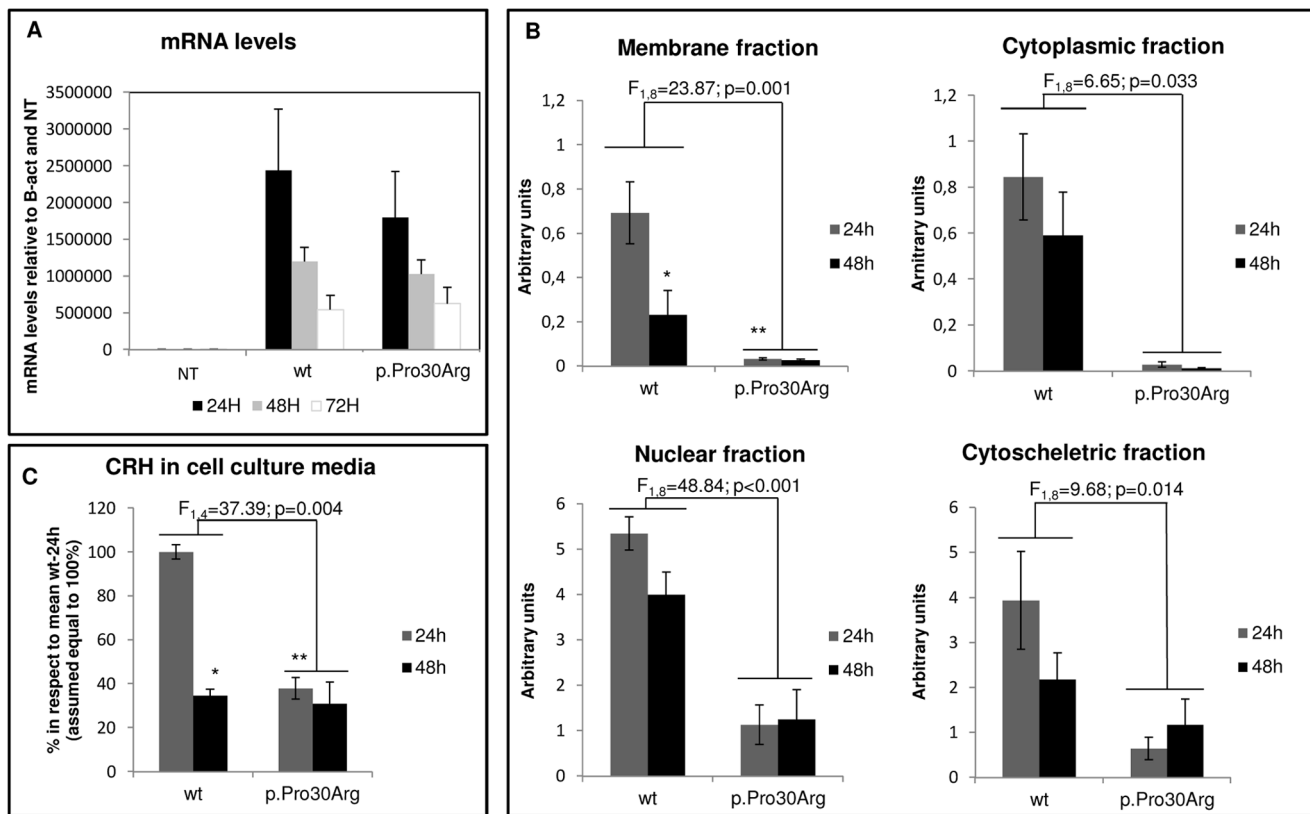 A
mRNA levels
mRNA levels relative to B-act and NT
3500000
3000000
2500000
2000000
1500000
1000000
500000
0
NT
wt
p.Pro30Arg
24H
48H
72H
B
Membrane fraction
F1,8=23.87; p=0.001
Arbitrary units
1,2
1
0,8
0,6
0,4
0,2
0
*
**
wt
p.Pro30Arg
24h
48h
Cytoplasmic fraction
F1,8=6.65; p=0.033
Arnitrary units
1,2
1
0,8
0,6
0,4
0,2
0
wt
p.Pro30Arg
24h
48h
C
CRH in cell culture media
F1,4=37.39; p=0.004
% in respect to mean wt-24h
(assumed equal to 100%)
120
100
80
60
40
20
0
*
**
wt
p.Pro30Arg
24h
48h
Nuclear fraction
F1,8=48.84; p<0.001
Arbitrary units
6
5
4
3
2
1
0
wt
p.Pro30Arg
24h
48h
Cytoscheletric fraction
F1,8=9.68; p=0.014
Arbitrary units
6
5
4
3
2
1
0
wt
p.Pro30Arg
24h
48h